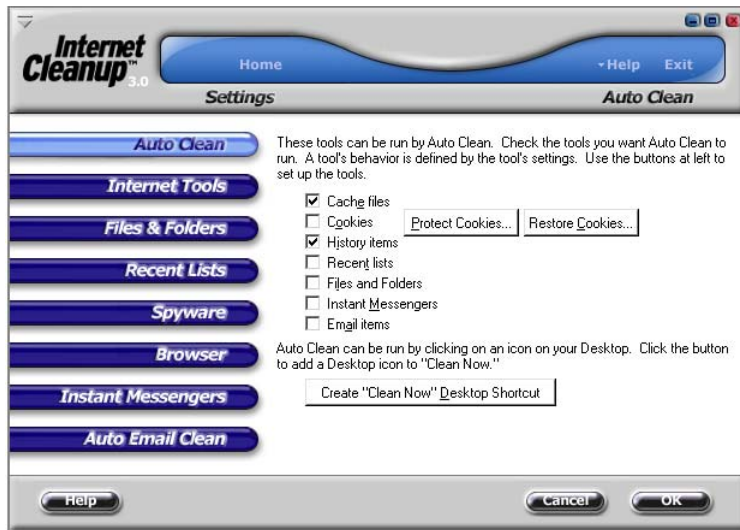 Internet
Cleanup™
3.0
Home
Help
Exit
Settings
Auto Clean
Auto Clean
Internet Tools
Files & Folders
Recent Lists
Spyware
Browser
Instant Messengers
Auto Email Clean
These tools can be run by Auto Clean. Check the tools you want Auto Clean to
run. A tool's behavior is defined by the tool's settings. Use the buttons at left to
set up the tools.
Cache files
Cookies
Protect Cookies...
Restore Cookies...
History items
Recent lists
Files and Folders
Instant Messengers
Email items
Auto Clean can be run by clicking on an icon on your Desktop. Click the button
to add a Desktop icon to "Clean Now."
Create "Clean Now" Desktop Shortcut
Help
Cancel
OK